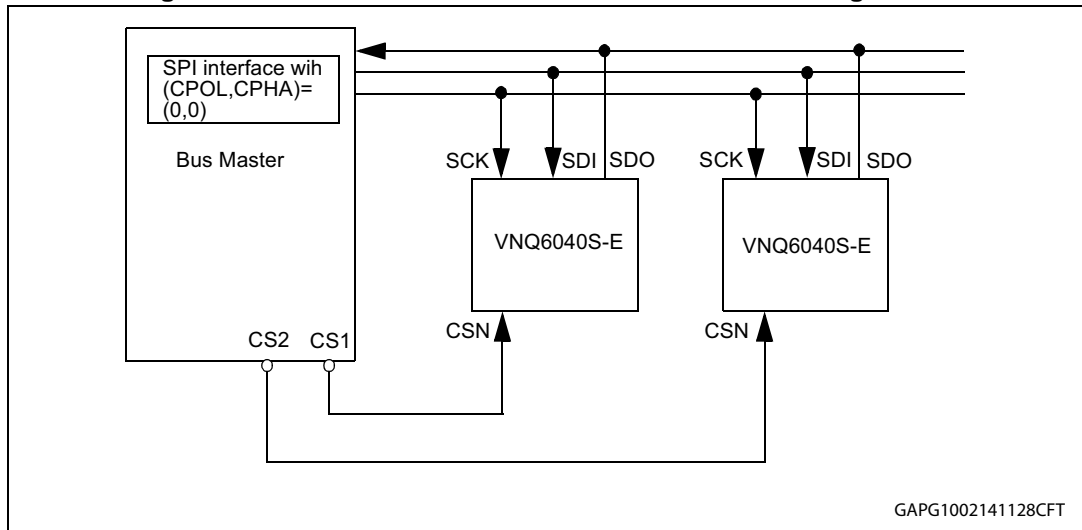 SPI interface wih
(CPOL,CPHA)=
(0,0)
Bus Master
SCK
SDI
SDO
SCK
SDI
SDO
VNQ6040S-E
VNQ6040S-E
CSN
CSN
CS2
CS1
GAPG1002141128CFT